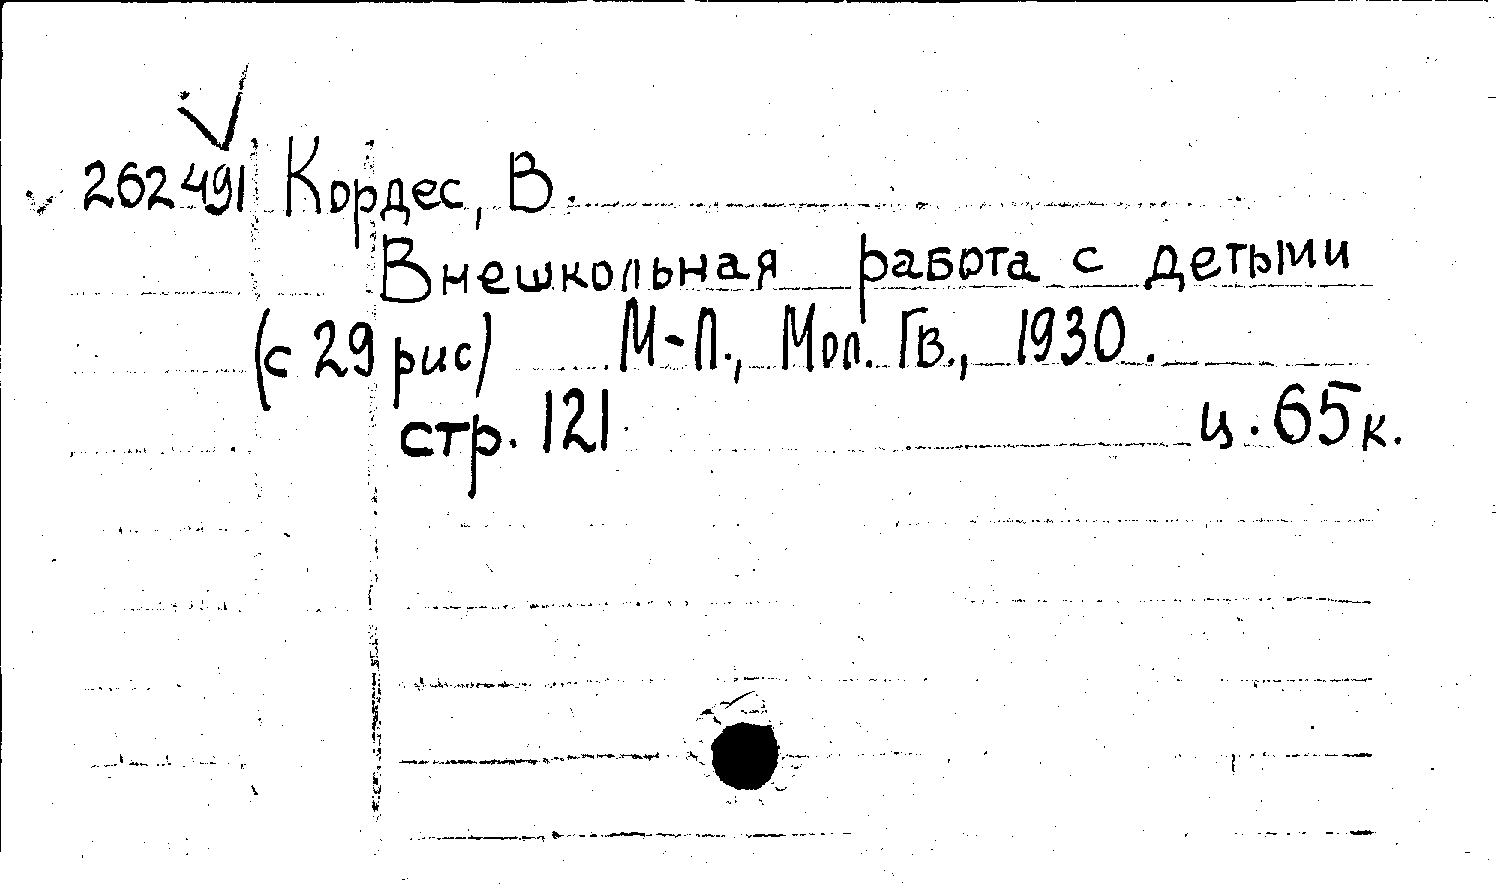 262491 Кордес, В.
Внешкольная работа с детьми
(с 29 рис) М-Л., Мол. Гв., 1930.
стр. 121 ц. 65к.